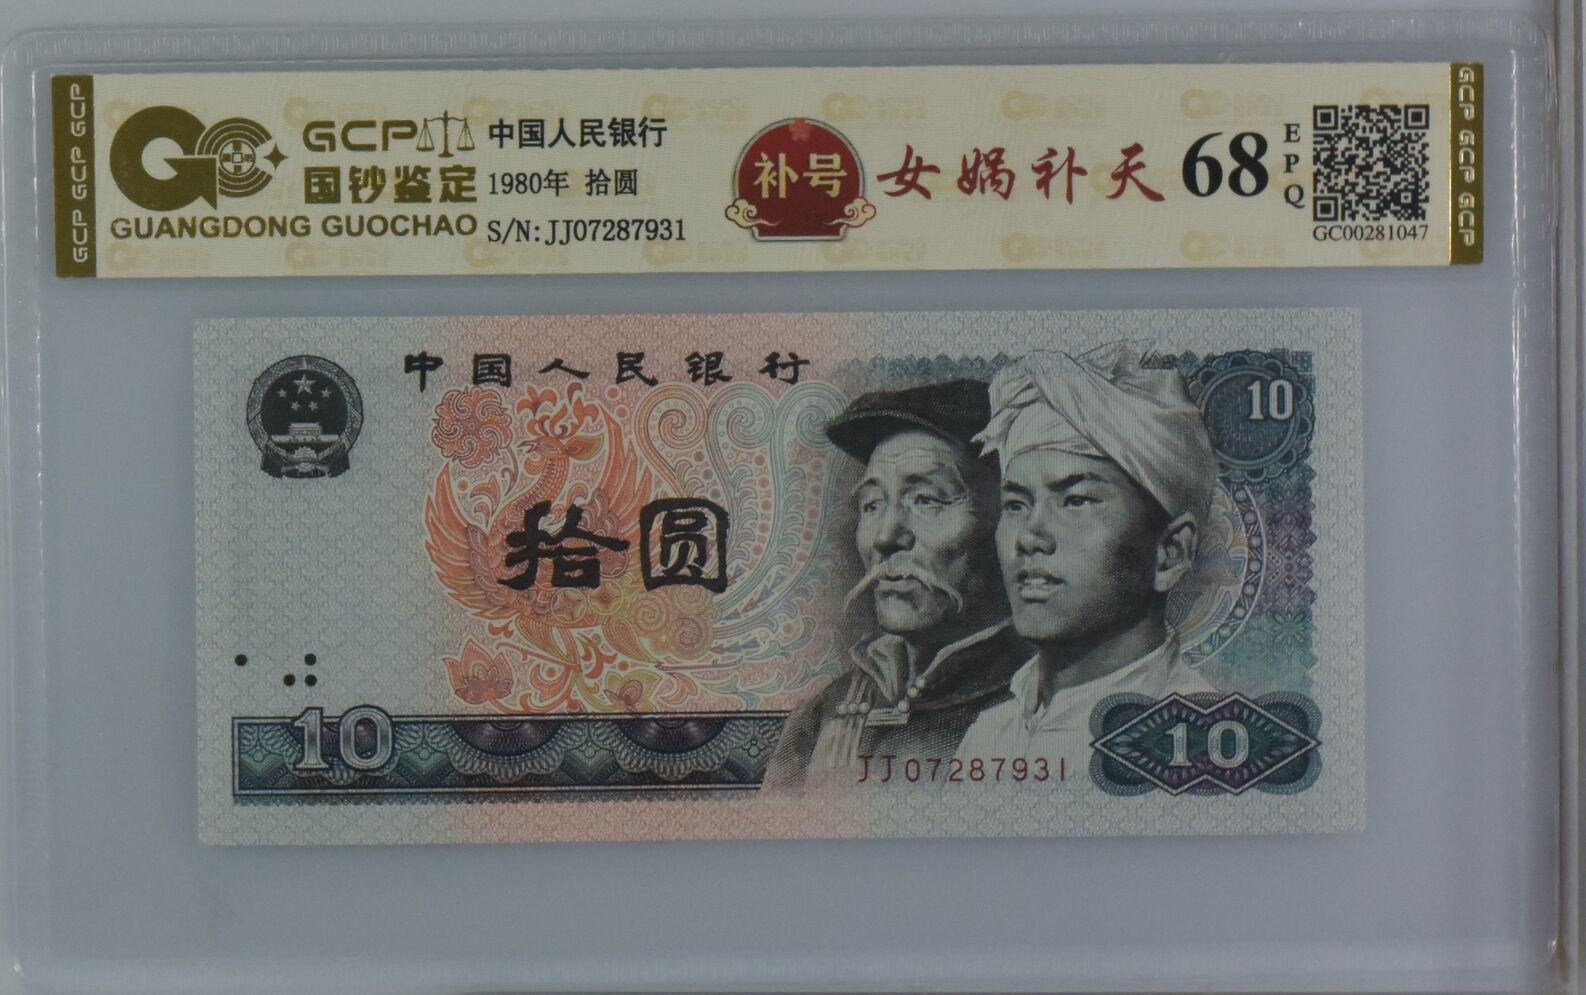 GCP GCP GCP
GCP
国钞鉴定
GUANGDONG GUOCHAO
中国人民银行
1980年 拾圆
S/N:JJ07287931
补号
女娲补天
68
EPQ
GC00281047
GCP GCP GCP
中国人民银行
10
拾圆
10
JJ07287931
10